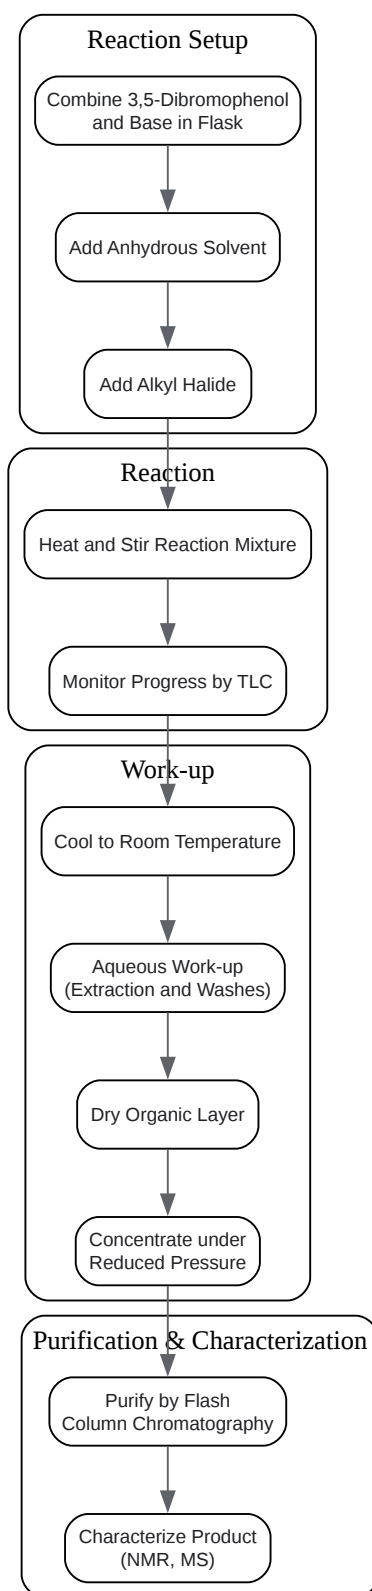 Reaction Setup
Combine 3,5-Dibromophenol
and Base in Flask
Add Anhydrous Solvent
Add Alkyl Halide
Reaction
Heat and Stir Reaction Mixture
Monitor Progress by TLC
Work-up
Cool to Room Temperature
Aqueous Work-up
(Extraction and Washes)
Dry Organic Layer
Concentrate under
Reduced Pressure
Purification & Characterization
Purify by Flash
Column Chromatography
Characterize Product
(NMR, MS)